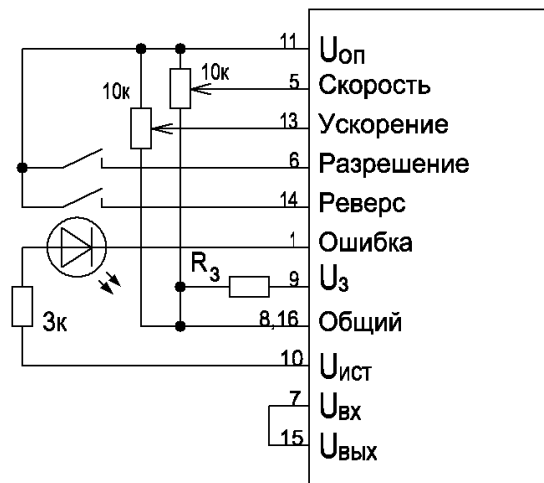 11 Uоп
10к 5 Скорость
10к 13 Ускорение
6 Разрешение
14 Реверс
1 Ошибка
Rз 9 Uз
3к 8,16 Общий
10 Uист
7 Uвх
15 Uвых